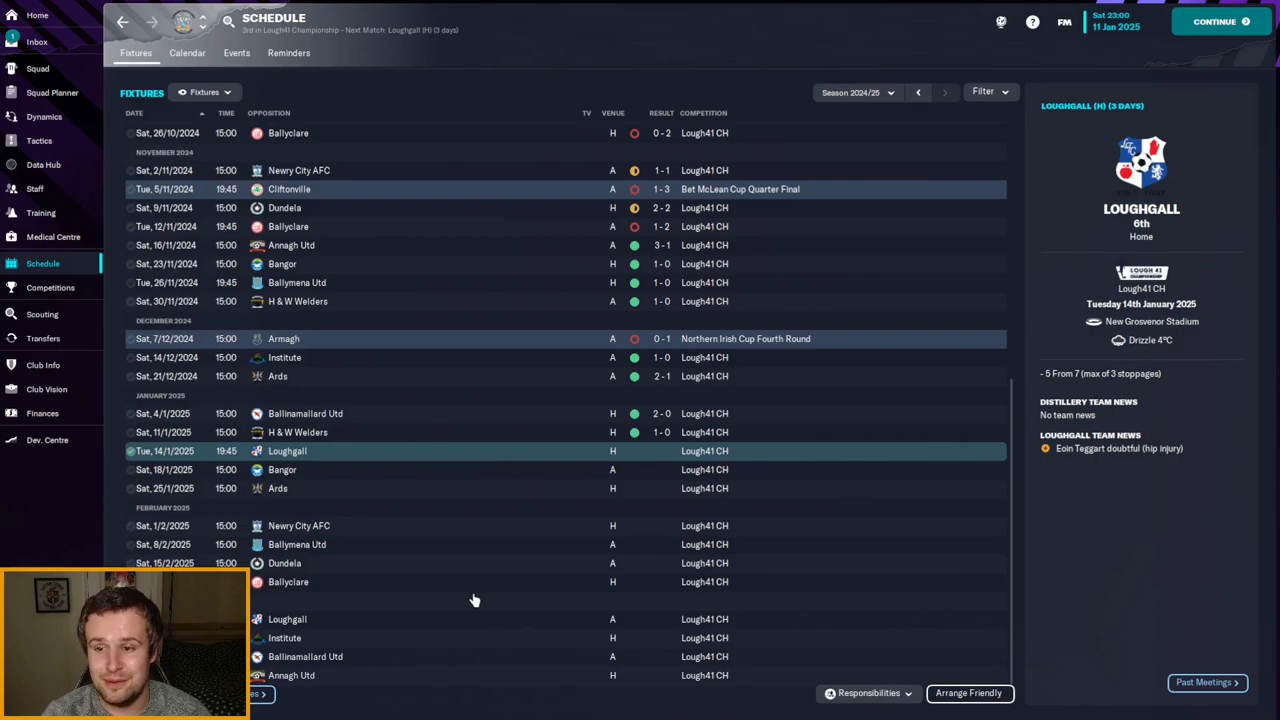 Home
Inbox
1
Squad
Squad Planner
Dynamics
Tactics
Data Hub
Staff
Training
Medical Centre
Schedule
Competitions
Scouting
Transfers
Club Info
Club Vision
Finances
Dev. Centre
SCHEDULE
3rd in Lough41 Championship - Next Match: Loughgall (H) (3 days)
FM
Sat 23:00
11 Jan 2025
CONTINUE
Fixtures Calendar Events Reminders
FIXTURES Fixtures Season 2024/25 Filter
DATE TIME OPPOSITION TV VENUE RESULT COMPETITION
Sat, 26/10/2024 15:00 Ballyclare H 0 - 2 Lough41 CH
NOVEMBER 2024
Sat, 2/11/2024 15:00 Newry City AFC A 1 - 1 Lough41 CH
Tue, 5/11/2024 19:45 Cliftonville A 1 - 3 Bet McLean Cup Quarter Final
Sat, 9/11/2024 15:00 Dundela H 2 - 2 Lough41 CH
Tue, 12/11/2024 19:45 Ballyclare A 1 - 2 Lough41 CH
Sat, 16/11/2024 15:00 Annagh Utd A 3 - 1 Lough41 CH
Sat, 23/11/2024 15:00 Bangor H 1 - 0 Lough41 CH
Tue, 26/11/2024 19:45 Ballymena Utd H 1 - 0 Lough41 CH
Sat, 30/11/2024 15:00 H & W Welders A 1 - 0 Lough41 CH
DECEMBER 2024
Sat, 7/12/2024 15:00 Armagh A 0 - 1 Northern Irish Cup Fourth Round
Sat, 14/12/2024 15:00 Institute A 1 - 0 Lough41 CH
Sat, 21/12/2024 15:00 Ards A 2 - 1 Lough41 CH
JANUARY 2025
Sat, 4/1/2025 15:00 Ballinamallard Utd H 2 - 0 Lough41 CH
Sat, 11/1/2025 15:00 H & W Welders H 1 - 0 Lough41 CH
Tue, 14/1/2025 19:45 Loughgall H Lough41 CH
Sat, 18/1/2025 15:00 Bangor A Lough41 CH
Sat, 25/1/2025 15:00 Ards H Lough41 CH
FEBRUARY 2025
Sat, 1/2/2025 15:00 Newry City AFC H Lough41 CH
Sat, 8/2/2025 15:00 Ballymena Utd A Lough41 CH
Sat, 15/2/2025 15:00 Dundela A Lough41 CH
Ballyclare H Lough41 CH
Loughgall A Lough41 CH
Institute H Lough41 CH
Ballinamallard Utd A Lough41 CH
Annagh Utd H Lough41 CH
Responsibilities Arrange Friendly
LOUGHGALL (H) (3 DAYS)
LOUGHGALL
6th
Home
LOUGH 41
Lough41 CH
Tuesday 14th January 2025
New Grosvenor Stadium
Drizzle 4°C
- 5 From 7 (max of 3 stoppages)
DISTILLERY TEAM NEWS
No team news
LOUGHGALL TEAM NEWS
Eoin Teggart doubtful (hip injury)
Past Meetings